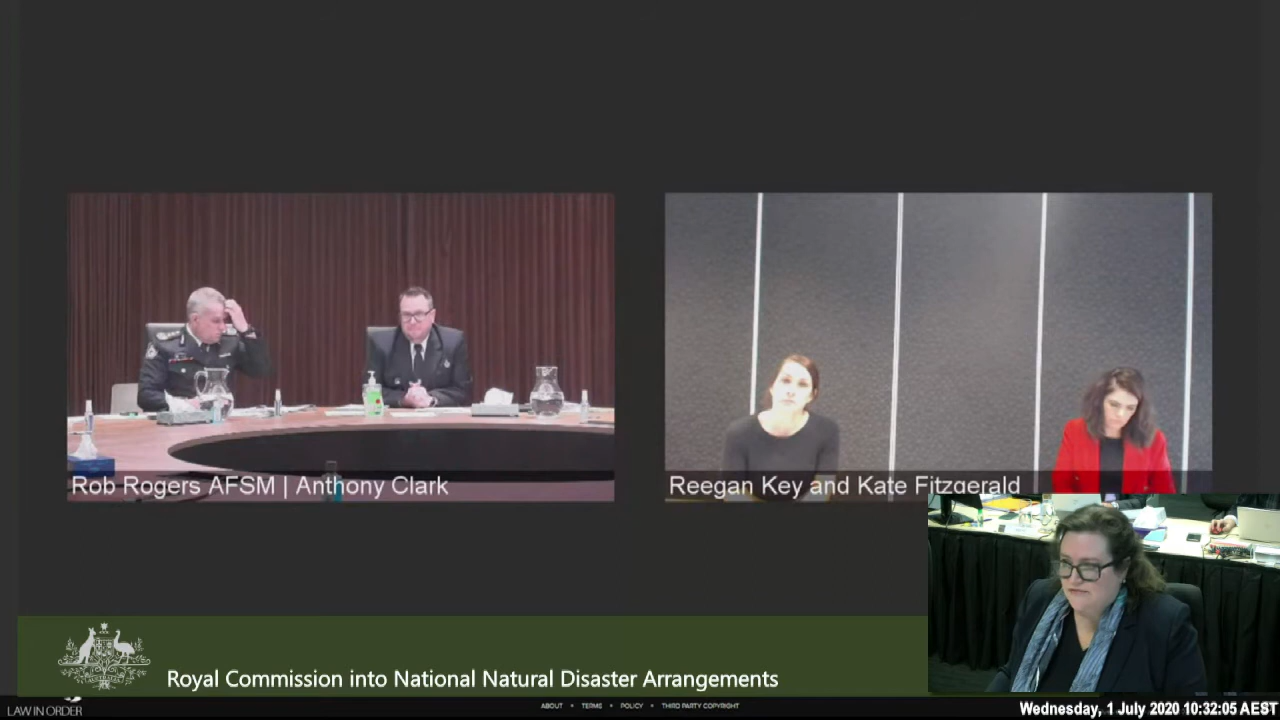 Rob Rogers AFSM | Anthony Clark
Reegan Key and Kate Fitzgerald
Royal Commission into National Natural Disaster Arrangements
LAW IN ORDER
ABOUT • TERMS • POLICY • THIRD PARTY COPYRIGHT
Wednesday, 1 July 2020 10:32:05 AEST